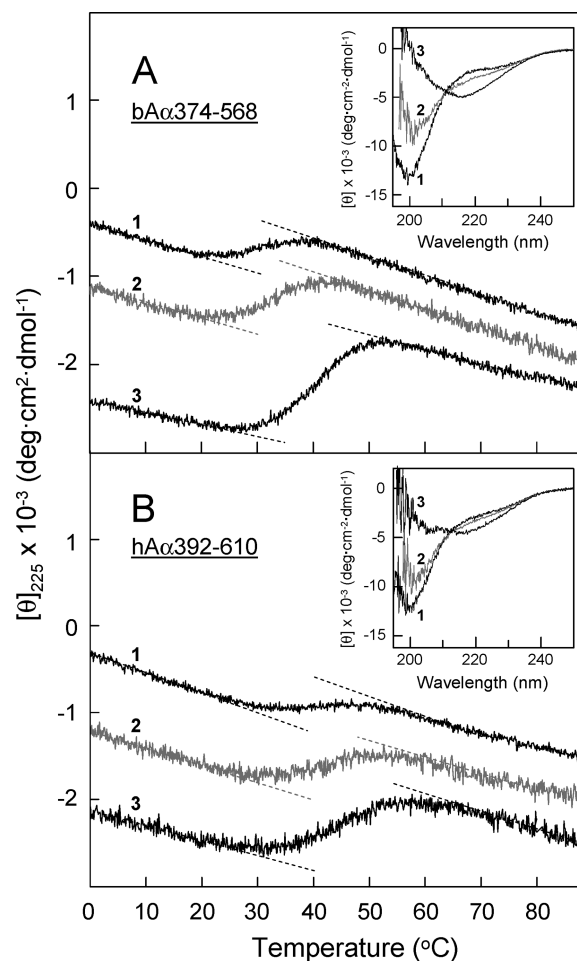 A
bAα374-568
1
0
-1
-2
1
2
3
[θ] x 10⁻³ (deg·cm²·dmol⁻¹)
0
-5
-10
-15
3
2
1
200 220 240
Wavelength (nm)
[θ]₂₂₅ x 10⁻³ (deg·cm²·dmol⁻¹)
B
hAα392-610
1
0
-1
-2
1
2
3
[θ] x 10⁻³ (deg·cm²·dmol⁻¹)
0
-5
-10
-15
3
2
1
200 220 240
Wavelength (nm)
0 10 20 30 40 50 60 70 80
Temperature (ºC)